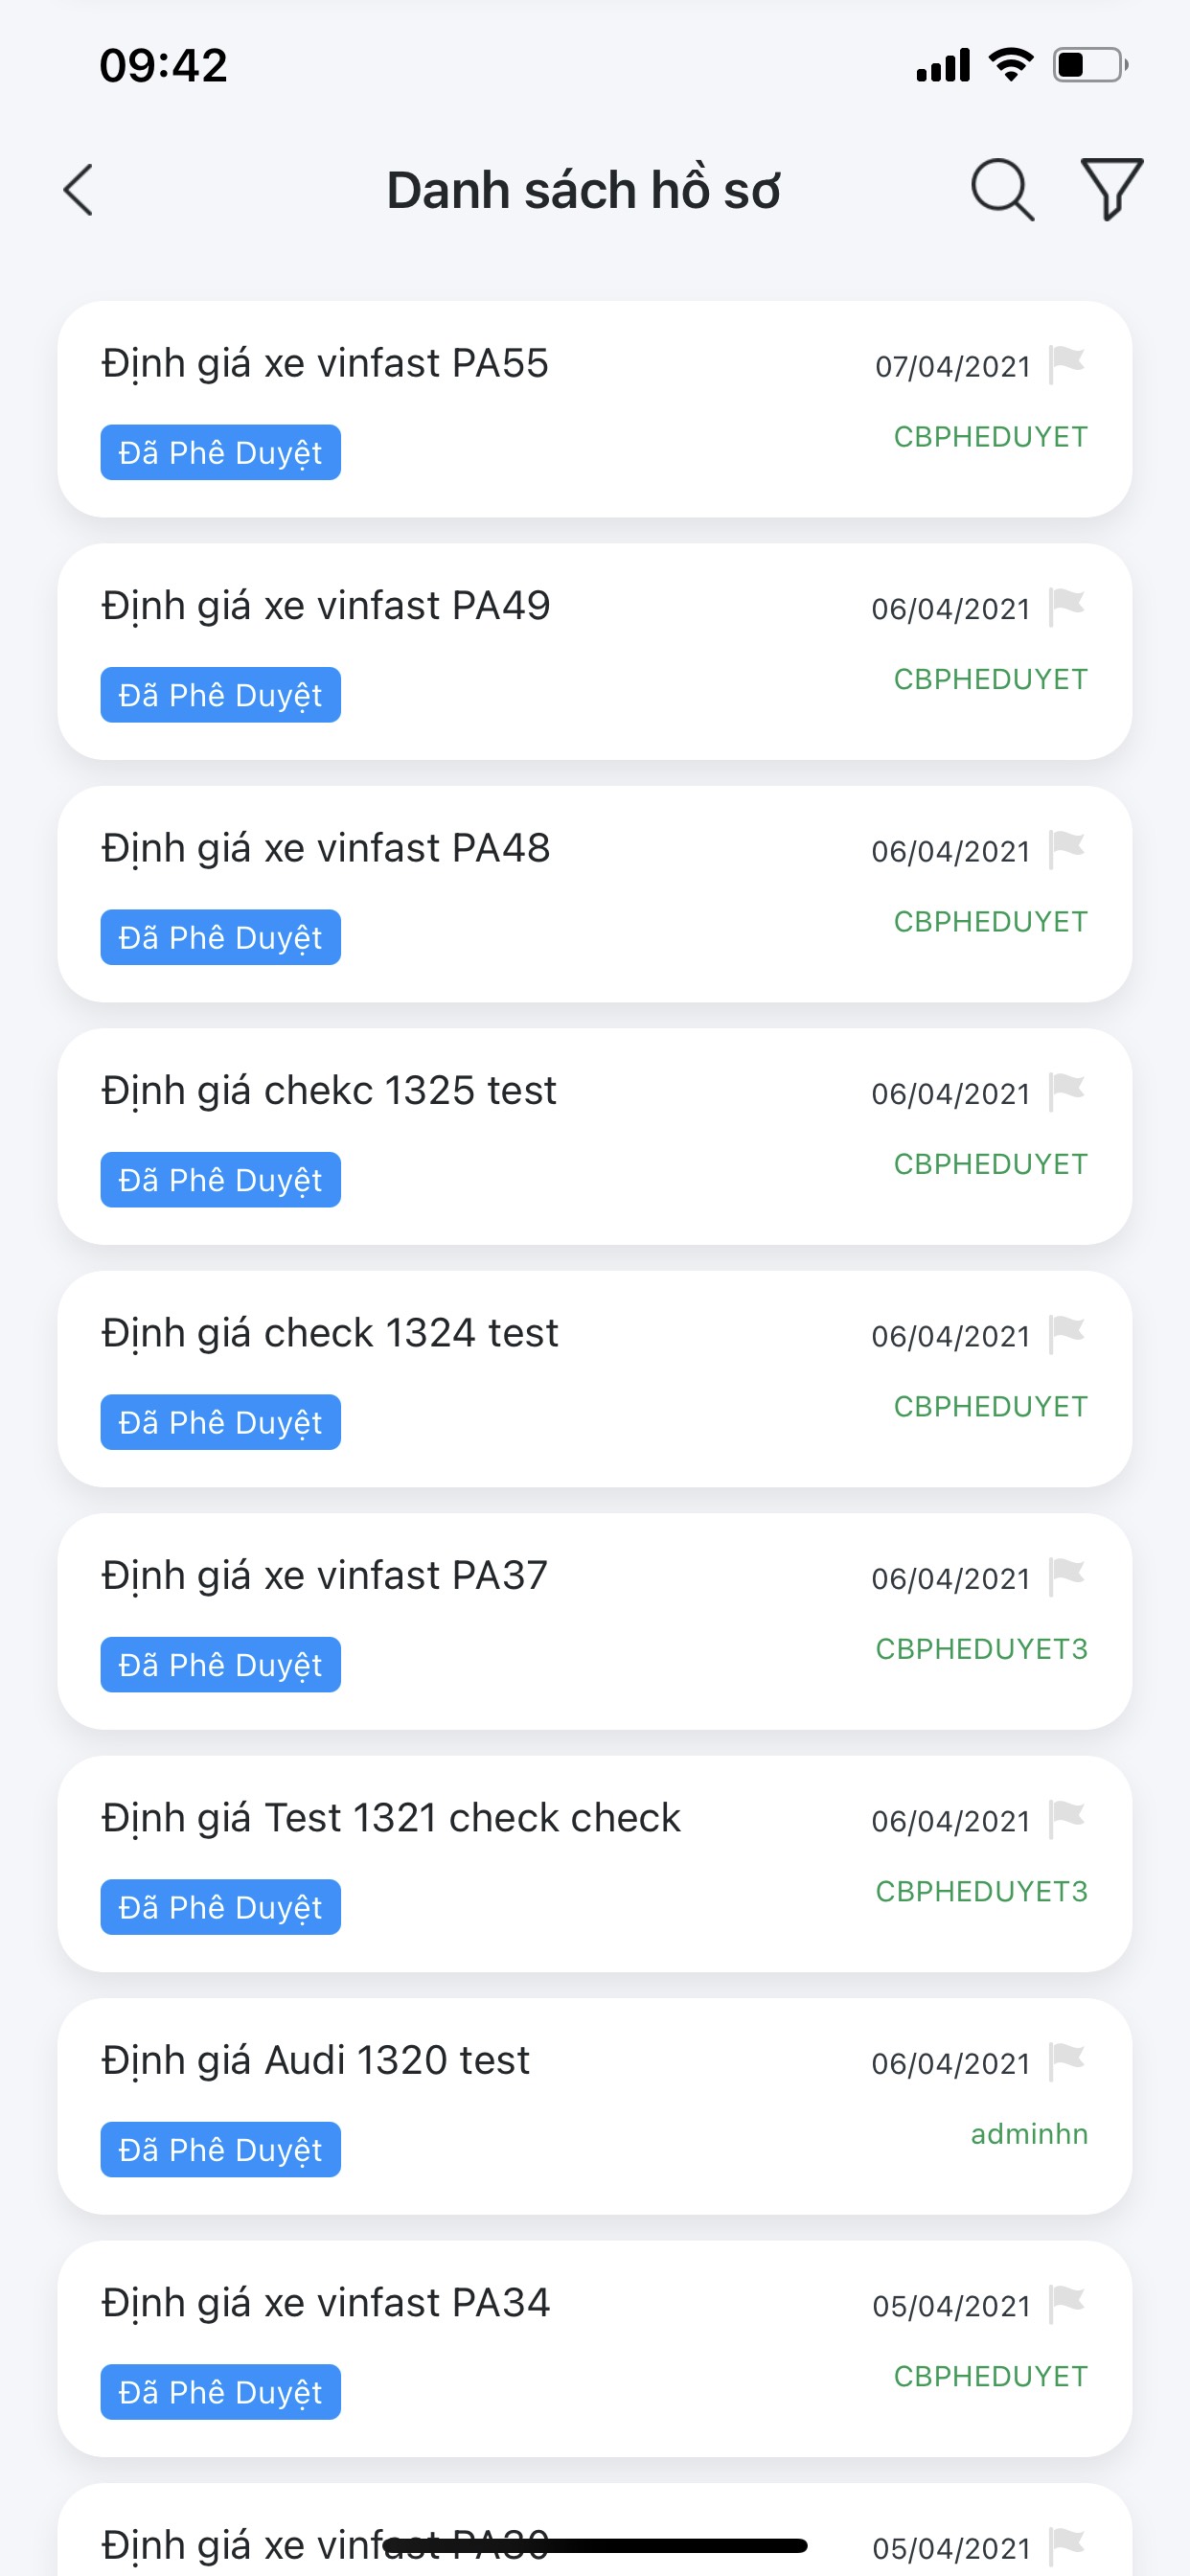 09:42
Danh sách hồ sơ
Định giá xe vinfast PA55
07/04/2021
Đã Phê Duyệt
CBPHEDUYET
Định giá xe vinfast PA49
06/04/2021
Đã Phê Duyệt
CBPHEDUYET
Định giá xe vinfast PA48
06/04/2021
Đã Phê Duyệt
CBPHEDUYET
Định giá chekc 1325 test
06/04/2021
Đã Phê Duyệt
CBPHEDUYET
Định giá check 1324 test
06/04/2021
Đã Phê Duyệt
CBPHEDUYET
Định giá xe vinfast PA37
06/04/2021
Đã Phê Duyệt
CBPHEDUYET3
Định giá Test 1321 check check
06/04/2021
Đã Phê Duyệt
CBPHEDUYET3
Định giá Audi 1320 test
06/04/2021
Đã Phê Duyệt
adminhn
Định giá xe vinfast PA34
05/04/2021
Đã Phê Duyệt
CBPHEDUYET
Định giá xe vinfast
05/04/2021